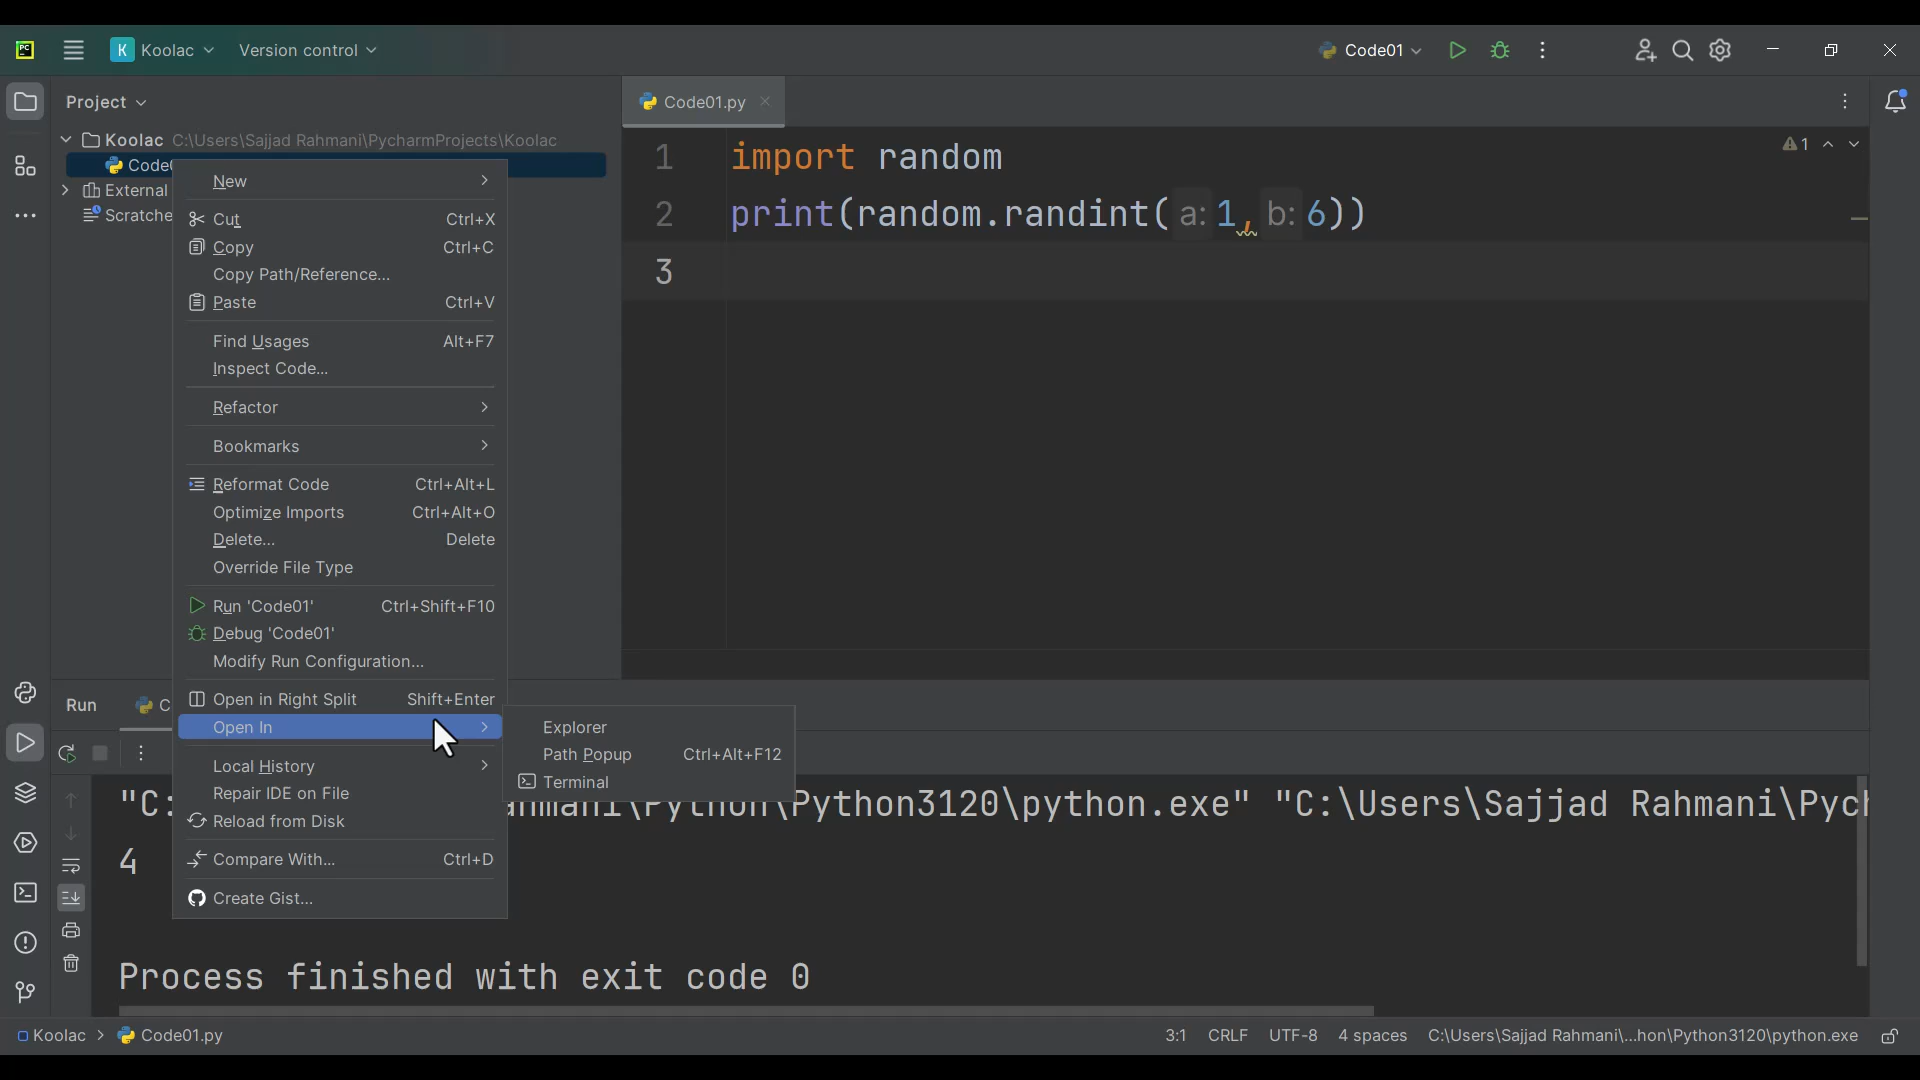 PC
K Koolac
Version control
Code01
Project
Koolac C:\Users\Sajjad Rahmani\PycharmProjects\Koolac
Code
External
Scratche
Code01.py
1
1 import random
2 print(random.randint( a: 1, b: 6))
3
New
Cut Ctrl+X
Copy Ctrl+C
Copy Path/Reference...
Paste Ctrl+V
Find Usages Alt+F7
Inspect Code...
Refactor
Bookmarks
Reformat Code Ctrl+Alt+L
Optimize Imports Ctrl+Alt+O
Delete... Delete
Override File Type
Run 'Code01' Ctrl+Shift+F10
Debug 'Code01'
Modify Run Configuration...
Open in Right Split Shift+Enter
Open In
Local History
Repair IDE on File
Reload from Disk
Compare With... Ctrl+D
Create Gist...
Explorer
Path Popup Ctrl+Alt+F12
Terminal
Run C
"C: ahmani\Python\Python3120\python.exe" "C:\Users\Sajjad Rahmani\Pych
4
Process finished with exit code 0
Koolac > Code01.py
3:1 CRLF UTF-8 4 spaces C:\Users\Sajjad Rahmani\...hon\Python3120\python.exe